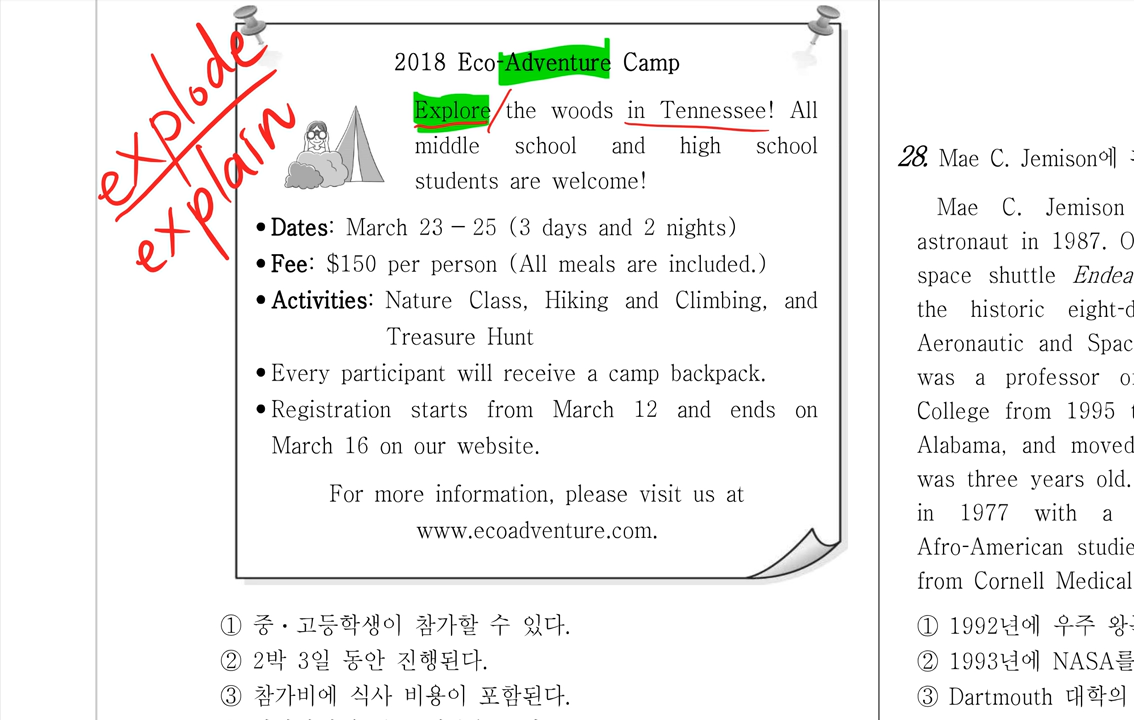 explode
explain
2018 Eco-Adventure Camp
Explore the woods in Tennessee! All
middle school and high school
students are welcome!
• Dates: March 23 – 25 (3 days and 2 nights)
• Fee: $150 per person (All meals are included.)
• Activities: Nature Class, Hiking and Climbing, and
Treasure Hunt
• Every participant will receive a camp backpack.
• Registration starts from March 12 and ends on
March 16 on our website.
For more information, please visit us at
www.ecoadventure.com.
① 중・고등학생이 참가할 수 있다.
② 2박 3일 동안 진행된다.
③ 참가비에 식사 비용이 포함된다.
28. Mae C. Jemison에
Mae C. Jemison
astronaut in 1987.
space shuttle Endea
the historic eight-d
Aeronautic and Spac
was a professor
College from 1995
Alabama, and moved
was three years old.
in 1977 with a
Afro-American studie
from Cornell Medical
① 1992년에 우주
② 1993년에 NASA를
③ Dartmouth 대학의